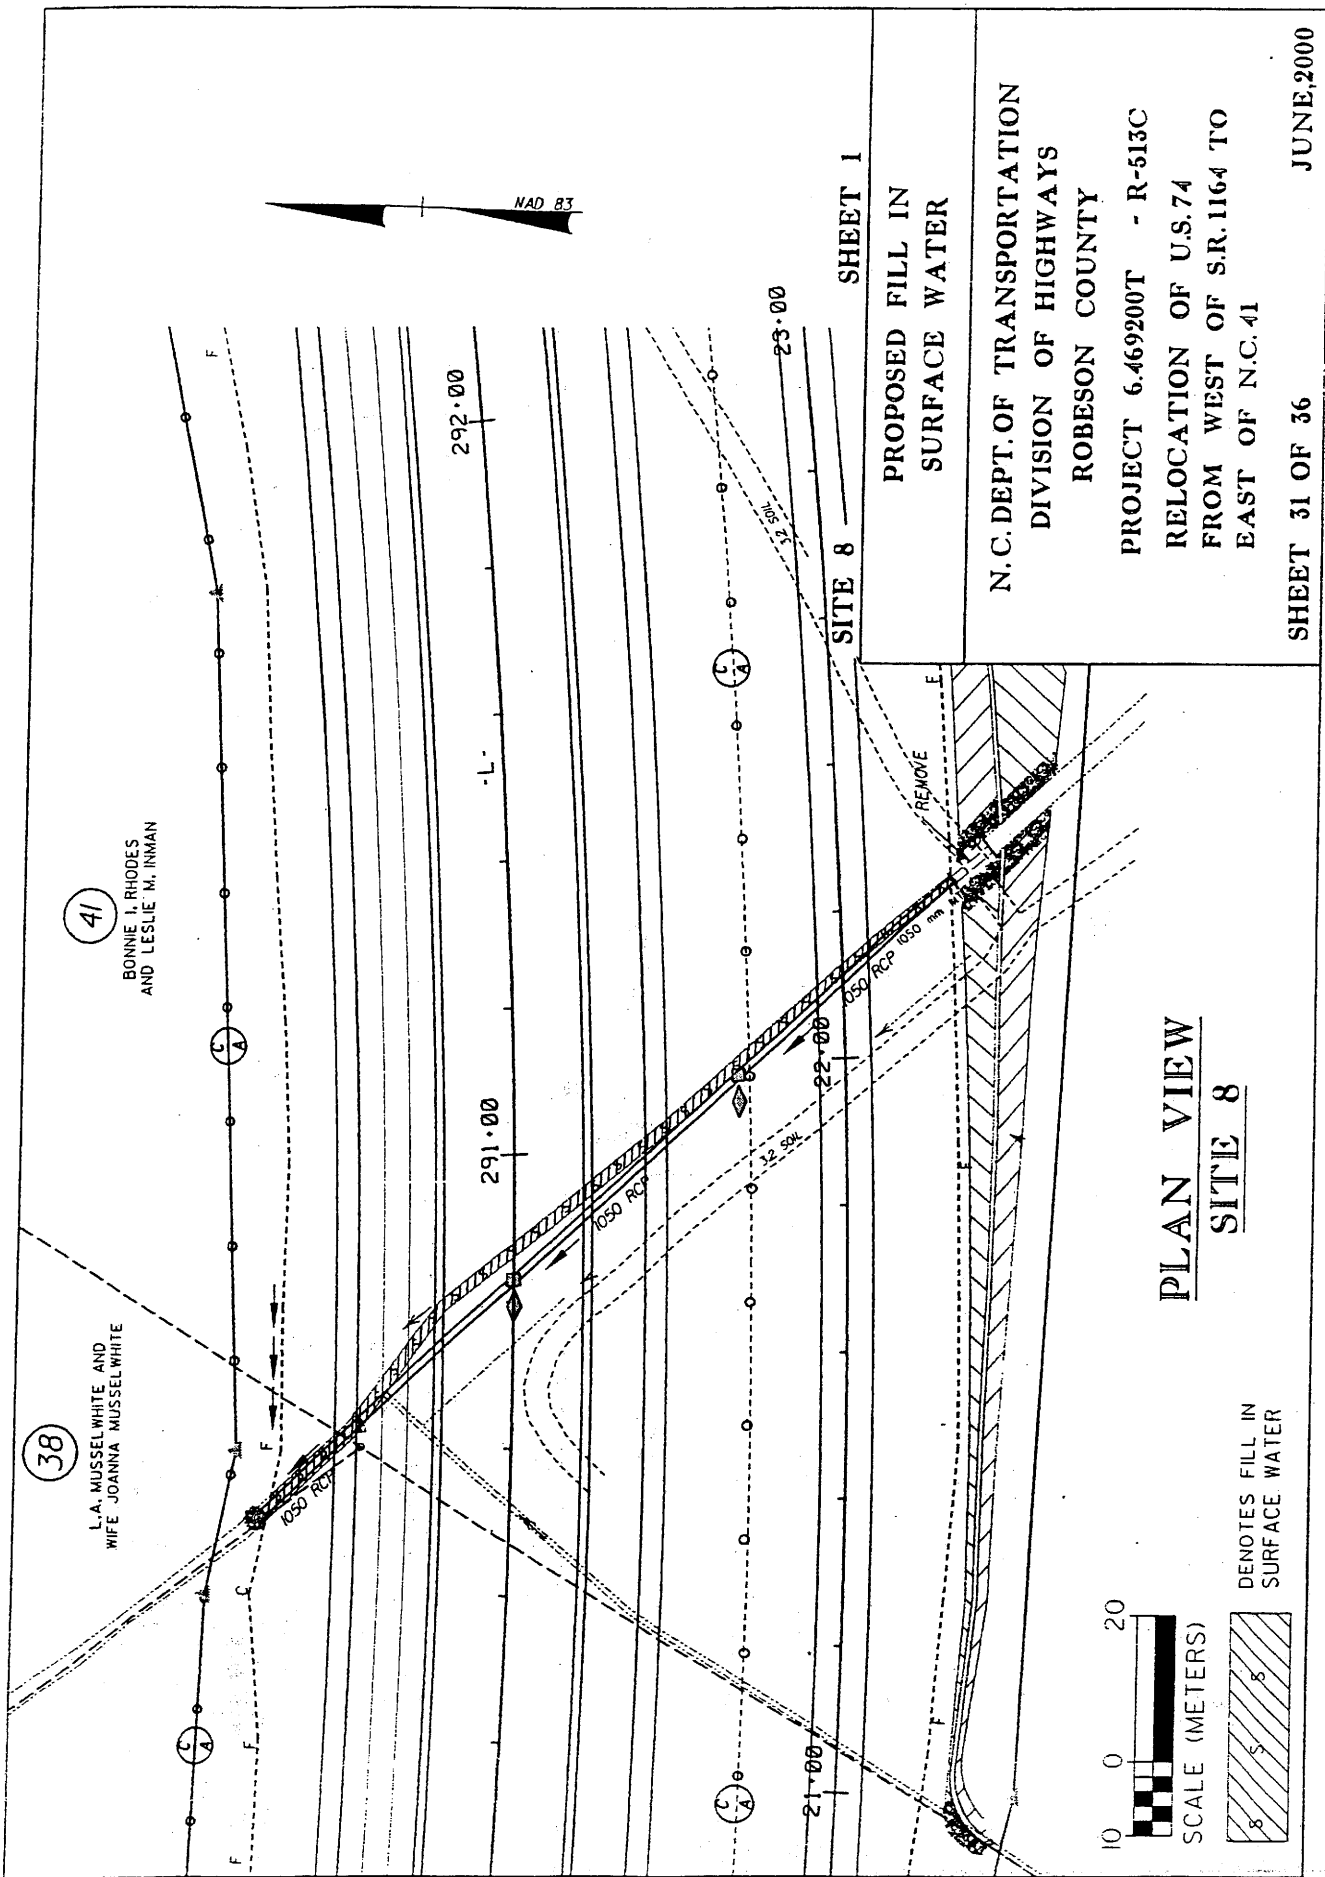 38
L.A. MUSSELWHITE AND
WIFE JOANNA MUSSELWHITE
41
BONNIE I. RHODES
AND LESLIE M. INMAN
NAD 83
F
F
F
F
C
C
A
C
A
292+00
-L-
291+00
1050 RCP
1050 RCP
1050 RCP
1050 mm
3.2 SOIL
3.2 SOIL
C
A
C
A
23+00
22+00
21+00
REMOVE
E
F
F
SITE 8
SHEET 1
PROPOSED FILL IN
SURFACE WATER
N.C. DEPT. OF TRANSPORTATION
DIVISION OF HIGHWAYS
ROBESON COUNTY
PROJECT 6.469200T - R-513C
RELOCATION OF U.S. 74
FROM WEST OF S.R. 1164 TO
EAST OF N.C. 41
SHEET 31 OF 36
JUNE, 2000
PLAN VIEW
SITE 8
10 0 20
SCALE (METERS)
S S S
DENOTES FILL IN
SURFACE WATER